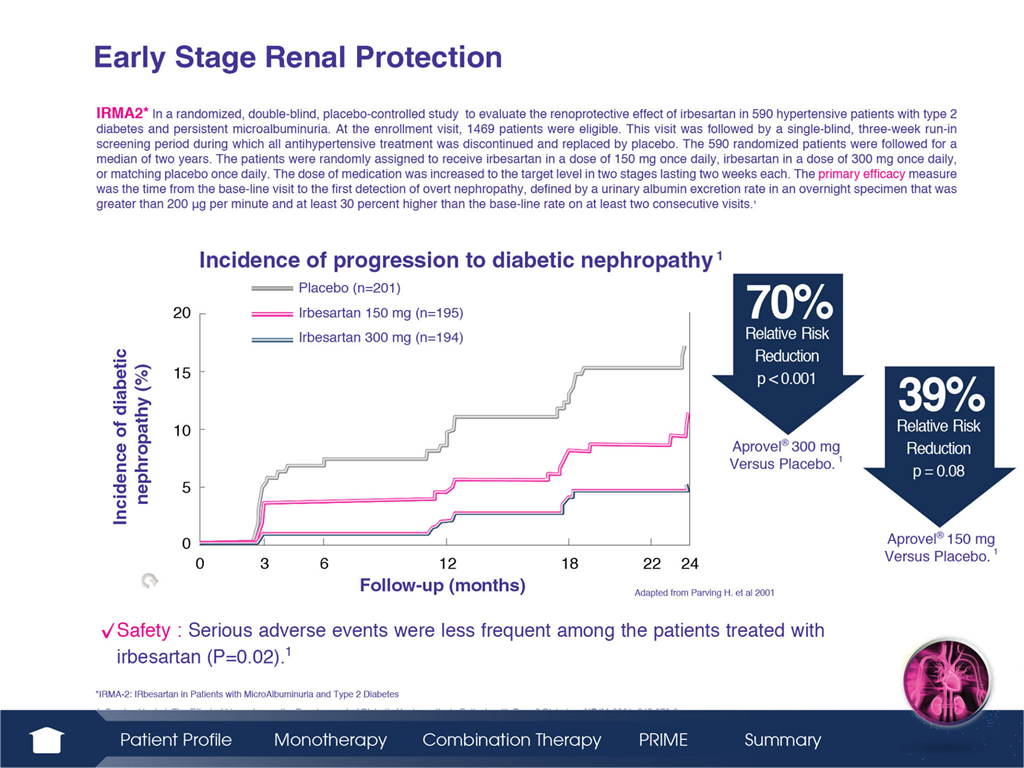 Early Stage Renal Protection
IRMA2* In a randomized, double-blind, placebo-controlled study to evaluate the renoprotective effect of irbesartan in 590 hypertensive patients with type 2
diabetes and persistent microalbuminuria. At the enrollment visit, 1469 patients were eligible. This visit was followed by a single-blind, three-week run-in
screening period during which all antihypertensive treatment was discontinued and replaced by placebo. The 590 randomized patients were followed for a
median of two years. The patients were randomly assigned to receive irbesartan in a dose of 150 mg once daily, irbesartan in a dose of 300 mg once daily,
or matching placebo once daily. The dose of medication was increased to the target level in two stages lasting two weeks each. The primary efficacy measure
was the time from the base-line visit to the first detection of overt nephropathy, defined by a urinary albumin excretion rate in an overnight specimen that was
greater than 200 µg per minute and at least 30 percent higher than the base-line rate on at least two consecutive visits.¹
Incidence of progression to diabetic nephropathy ¹
Placebo (n=201)
Irbesartan 150 mg (n=195)
Irbesartan 300 mg (n=194)
Incidence of diabetic
nephropathy (%)
20
15
10
5
0
0 3 6 12 18 22 24
Follow-up (months)
Adapted from Parving H. et al 2001
70%
Relative Risk
Reduction
p < 0.001
Aprovel® 300 mg
Versus Placebo. ¹
39%
Relative Risk
Reduction
p = 0.08
Aprovel® 150 mg
Versus Placebo. ¹
✓Safety : Serious adverse events were less frequent among the patients treated with
irbesartan (P=0.02).¹
*IRMA-2: IRbesartan in Patients with MicroAlbuminuria and Type 2 Diabetes
Patient Profile Monotherapy Combination Therapy PRIME Summary